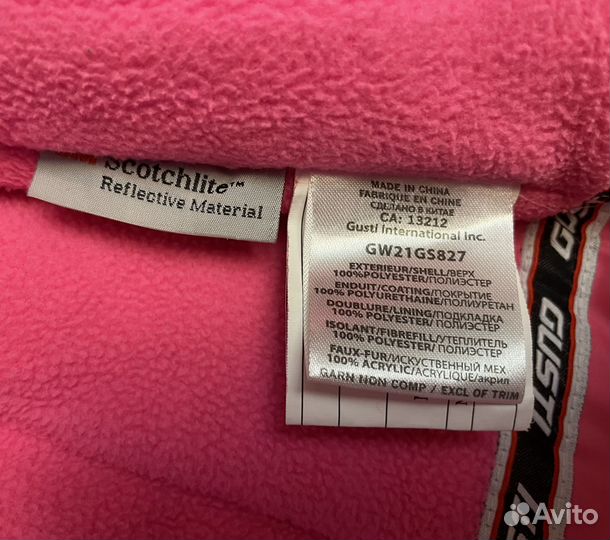 Scotchlite™
Reflective Material
MADE IN CHINA
FABRIQUE EN CHINE
СДЕЛАНО В КИТАЕ
CA: 13212
Gusti International Inc.
GW21GS827
EXTERIEUR/SHELL/ВЕРХ
100%POLYESTER/ПОЛИЭСТЕР
ENDUIT/COATING/ПОКРЫТИЕ
100% POLYURETHANE/ПОЛИУРЕТАН
DOUBLURE/LINING/ПОДКЛАДКА
100% POLYESTER/ПОЛИЭСТЕР
ISOLANT/FIBREFILL/УТЕПЛИТЕЛЬ
100% POLYESTER/ПОЛИЭСТЕР
FAUX-FUR/ИСКУСТВЕННЫЙ МЕХ
100% ACRYLIC/ACRYLIQUE/акрил
GARN NON COMP / EXCL OF TRIM
GUSTI
Avito